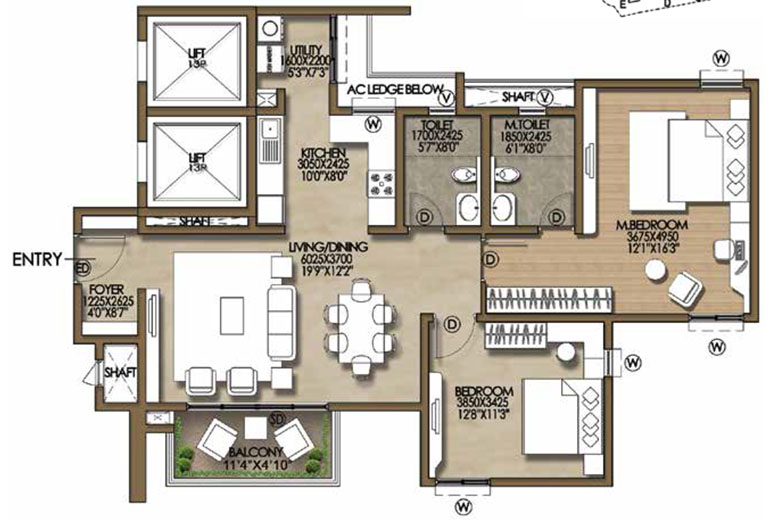 E
D
LIFT
13P
UTILITY
1600X2200
5'3"X7'3"
AC LEDGE BELOW
W
V
SHAFT
V
W
TOILET
1700X2425
5'7"X8'0"
M.TOILET
1850X2425
6'1"X8'0"
LIFT
13P
KITCHEN
3050X2425
10'0"X8'0"
D
D
SHAFT
M.BEDROOM
3675X4950
12'1"X16'3"
ENTRY
ED
LIVING/DINING
6025X3700
19'9"X12'2"
D
FOYER
1225X2625
4'0"X8'7"
D
W
SHAFT
W
BEDROOM
3850X3425
12'8"X11'3"
SD
BALCONY
11'4"X4'10"
W